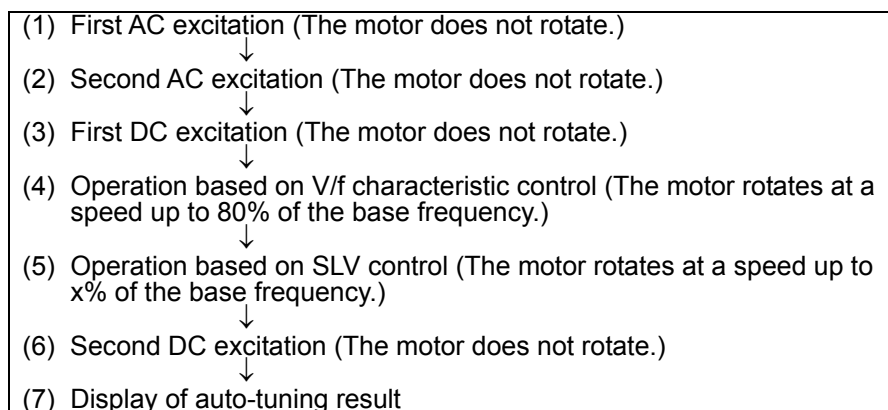 (1) First AC excitation (The motor does not rotate.)
↓
(2) Second AC excitation (The motor does not rotate.)
↓
(3) First DC excitation (The motor does not rotate.)
↓
(4) Operation based on V/f characteristic control (The motor rotates at a
speed up to 80% of the base frequency.)
↓
(5) Operation based on SLV control (The motor rotates at a speed up to
x% of the base frequency.)
↓
(6) Second DC excitation (The motor does not rotate.)
↓
(7) Display of auto-tuning result